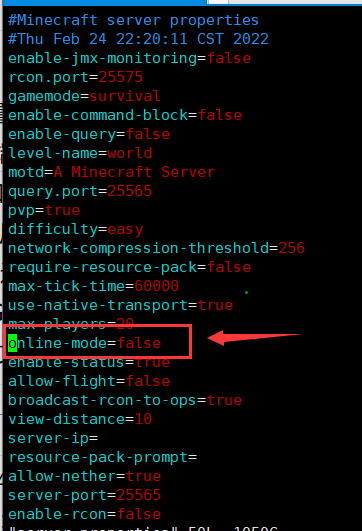 #Minecraft server properties
#Thu Feb 24 22:20:11 CST 2022
enable-jmx-monitoring=false
rcon.port=25575
gamemode=survival
enable-command-block=false
enable-query=false
level-name=world
motd=A Minecraft Server
query.port=25565
pvp=true
difficulty=easy
network-compression-threshold=256
require-resource-pack=false
max-tick-time=60000
use-native-transport=true
max-players=20
online-mode=false
enable-status=true
allow-flight=false
broadcast-rcon-to-ops=true
view-distance=10
server-ip=
resource-pack-prompt=
allow-nether=true
server-port=25565
enable-rcon=false
"server.properties" 50L, 1050C